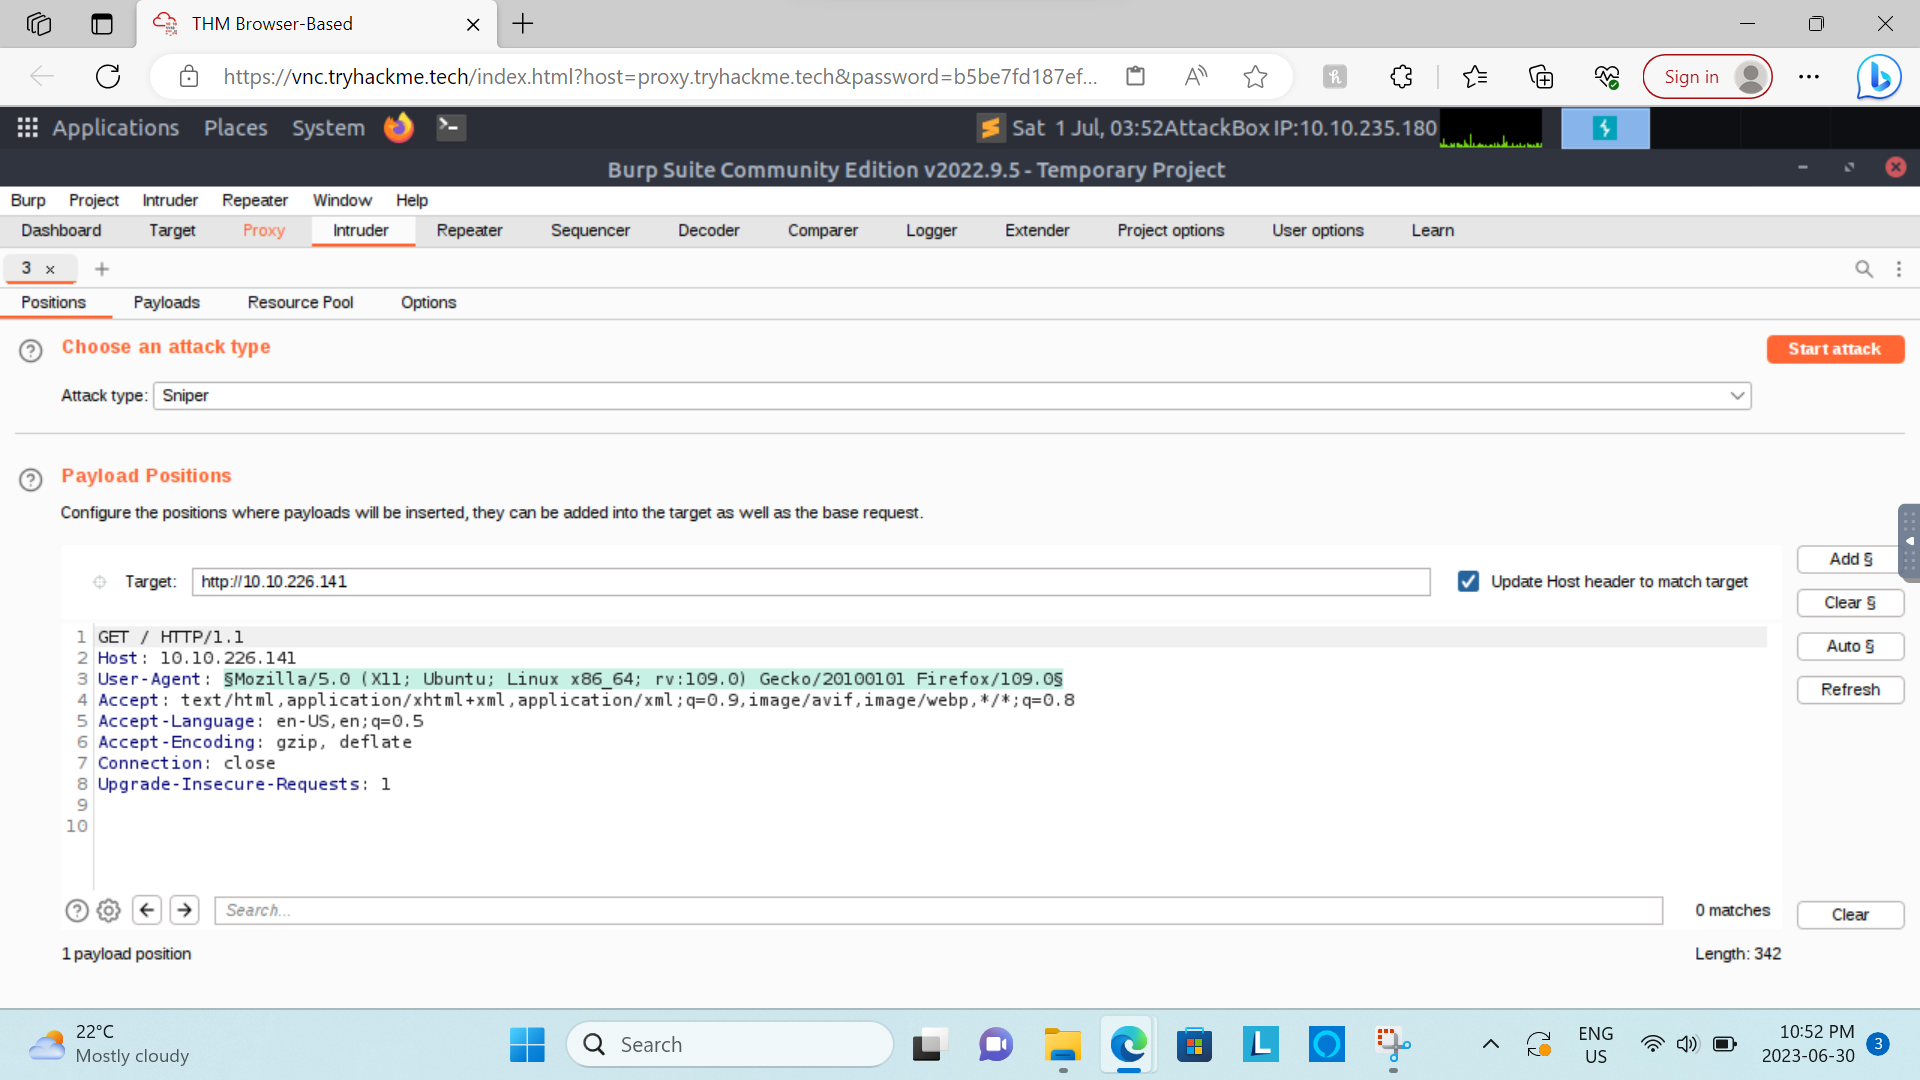 THM Browser-Based
https://vnc.tryhackme.tech/index.html?host=proxy.tryhackme.tech&password=b5be7fd187ef...
Sign in
Applications Places System
Sat 1 Jul, 03:52 AttackBox IP:10.10.235.180
Burp Suite Community Edition v2022.9.5 - Temporary Project
Burp Project Intruder Repeater Window Help
Dashboard Target Proxy Intruder Repeater Sequencer Decoder Comparer Logger Extender Project options User options Learn
3 ×
Positions Payloads Resource Pool Options
Choose an attack type
Start attack
Attack type: Sniper
Payload Positions
Configure the positions where payloads will be inserted, they can be added into the target as well as the base request.
Add §
Target: http://10.10.226.141
Update Host header to match target
Clear §
1 GET / HTTP/1.1
2 Host: 10.10.226.141
3 User-Agent: §Mozilla/5.0 (X11; Ubuntu; Linux x86_64; rv:109.0) Gecko/20100101 Firefox/109.0§
4 Accept: text/html,application/xhtml+xml,application/xml;q=0.9,image/avif,image/webp,*/*;q=0.8
5 Accept-Language: en-US,en;q=0.5
6 Accept-Encoding: gzip, deflate
7 Connection: close
8 Upgrade-Insecure-Requests: 1
9
10
Auto §
Refresh
Search...
0 matches
Clear
1 payload position
Length: 342
22°C
Mostly cloudy
Search
ENG
US
10:52 PM
2023-06-30
3